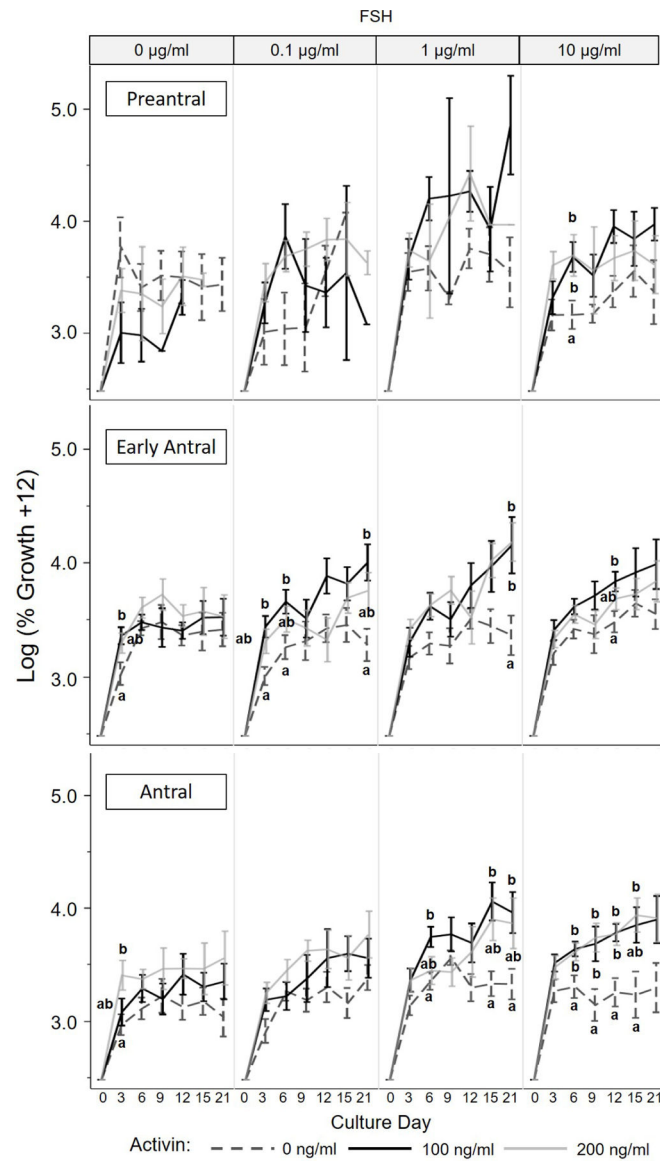 FSH
0 µg/ml 0.1 µg/ml 1 µg/ml 10 µg/ml
Preantral
5.0
4.0
b
b
3.0
a
Early Antral
5.0
b
4.0
b b
b b b
b ab ab
ab ab ab a a
a a
3.0 a
Log (% Growth +12)
Antral
5.0
4.0
b b b b
b b b
b ab ab b b b ab
ab ab
a a a a a a
3.0 a
0 3 6 9 12 15 21 0 3 6 9 12 15 21 0 3 6 9 12 15 21 0 3 6 9 12 15 21
Culture Day
Activin: 0 ng/ml 100 ng/ml 200 ng/ml